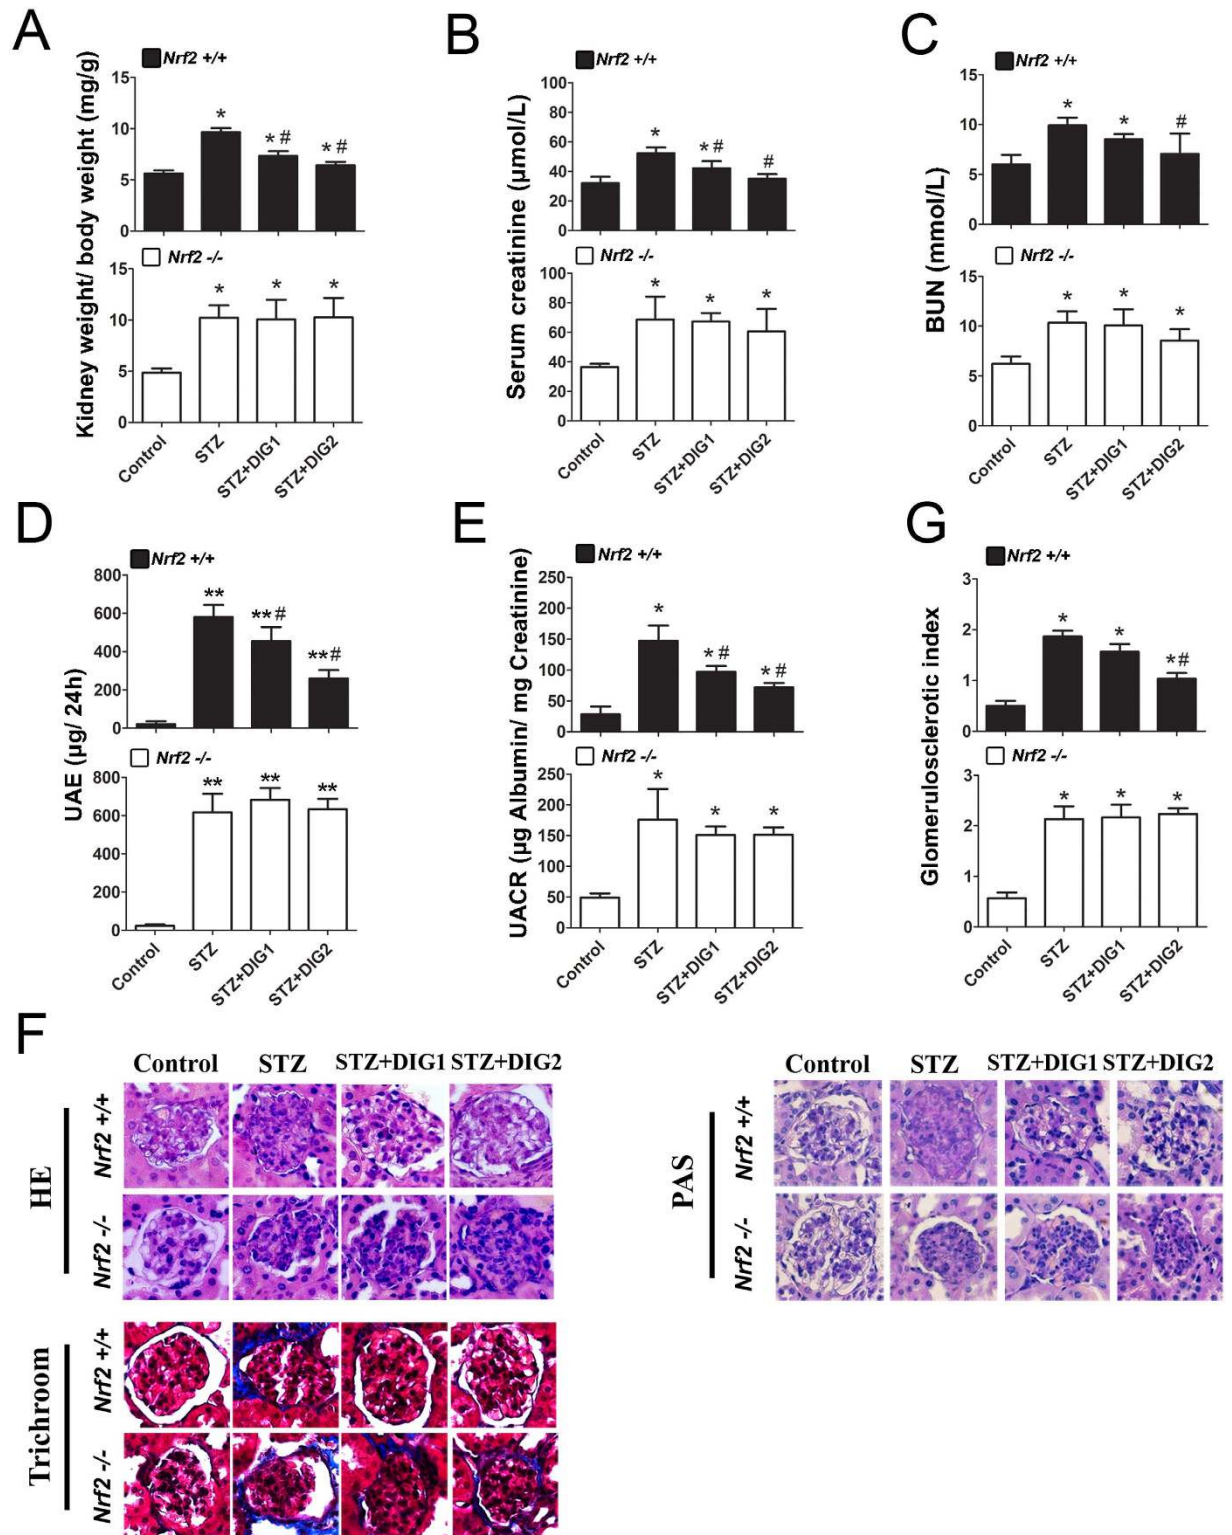 A
B
C
Nrf2 +/+
Nrf2 +/+
Nrf2 +/+
Kidney weight/ body weight (mg/g)
15
10
5
0
* *# *#
Nrf2 -/-
15
10
5
0
* * *
Control STZ STZ+DIG1 STZ+DIG2
Serum creatinine (µmol/L)
100
80
60
40
20
0
* *# #
Nrf2 -/-
100
80
60
40
20
0
* * *
Control STZ STZ+DIG1 STZ+DIG2
BUN (mmol/L)
15
10
5
0
* * #
Nrf2 -/-
15
10
5
0
* * *
Control STZ STZ+DIG1 STZ+DIG2
D
E
G
Nrf2 +/+
Nrf2 +/+
Nrf2 +/+
UAE (µg/ 24h)
800
600
400
200
0
** **# **#
Nrf2 -/-
800
600
400
200
0
** ** **
Control STZ STZ+DIG1 STZ+DIG2
UACR (µg Albumin/ mg Creatinine)
250
200
150
100
50
0
* *# *#
Nrf2 -/-
250
200
150
100
50
0
* * *
Control STZ STZ+DIG1 STZ+DIG2
Glomerulosclerotic index
3
2
1
0
* * *#
Nrf2 -/-
3
2
1
0
* * *
Control STZ STZ+DIG1 STZ+DIG2
F
Control STZ STZ+DIG1 STZ+DIG2
HE
Nrf2 +/+
Nrf2 -/-
Trichroom
Nrf2 +/+
Nrf2 -/-
Control STZ STZ+DIG1 STZ+DIG2
PAS
Nrf2 +/+
Nrf2 -/-